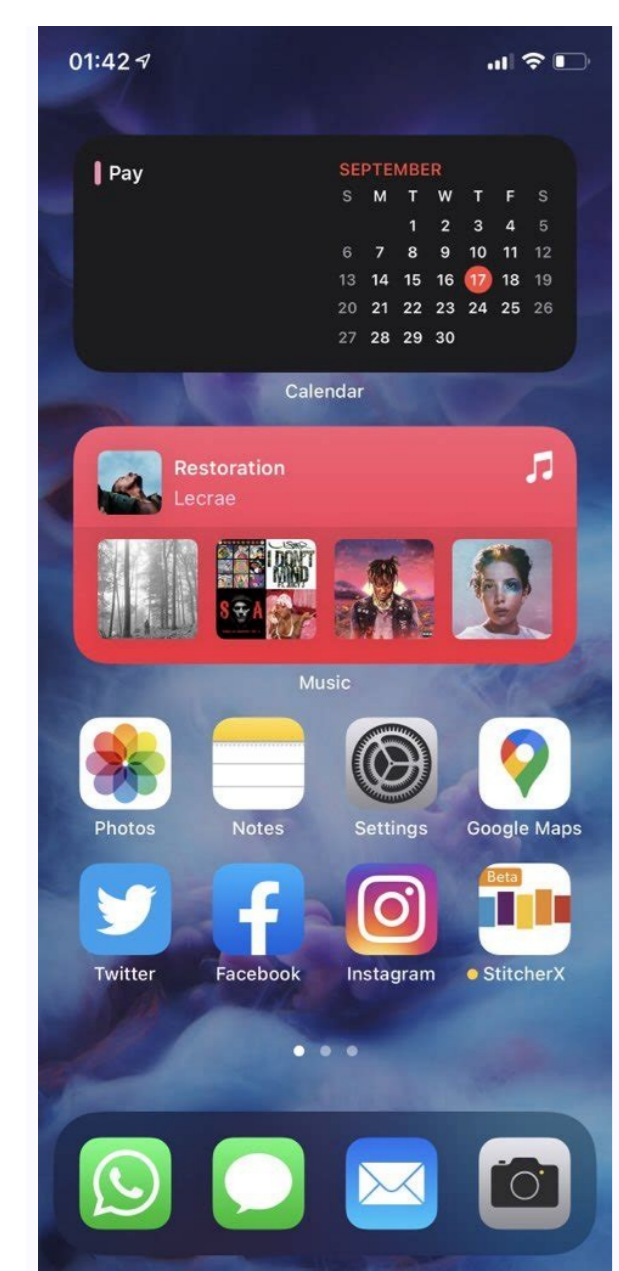 01:42
Pay
SEPTEMBER
S M T W T F S
1 2 3 4 5
6 7 8 9 10 11 12
13 14 15 16 17 18 19
20 21 22 23 24 25 26
27 28 29 30
Calendar
Restoration
Lecrae
I DON'T
MIND
S A
Music
Photos
Notes
Settings
Google Maps
Beta
Twitter
Facebook
Instagram
StitcherX